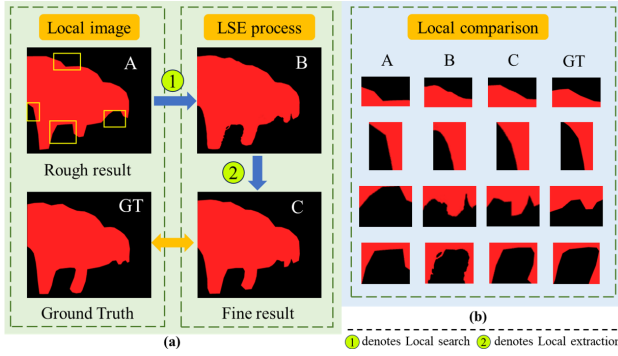 Local image
LSE process
Local comparison
A
1
B
A B C GT
Rough result
2
GT
C
Ground Truth
Fine result
(a)
(b)
1 denotes Local search 2 denotes Local extraction